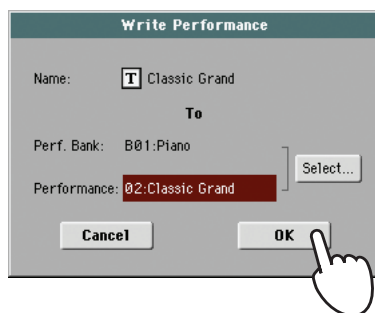 Write Performance
Name: T Classic Grand
To
Perf. Bank: B01:Piano
Select...
Performance: 02:Classic Grand
Cancel OK